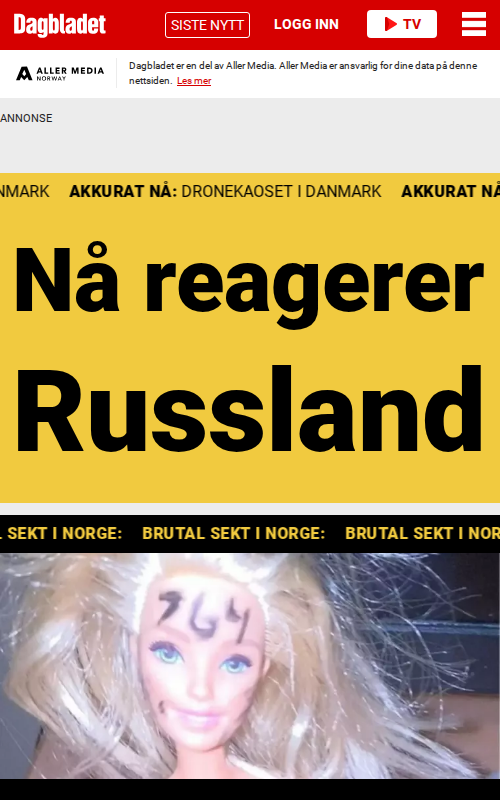 Dagbladet
SISTE NYTT
LOGG INN
TV
ALLER MEDIA
NORWAY
Dagbladet er en del av Aller Media. Aller Media er ansvarlig for dine data på denne
nettsiden. Les mer
ANNONSE
NMARK AKKURAT NÅ: DRONEKAOSET I DANMARK AKKURAT NÅ
Nå reagerer
Russland
L SEKT I NORGE: BRUTAL SEKT I NORGE: BRUTAL SEKT I NOR
764